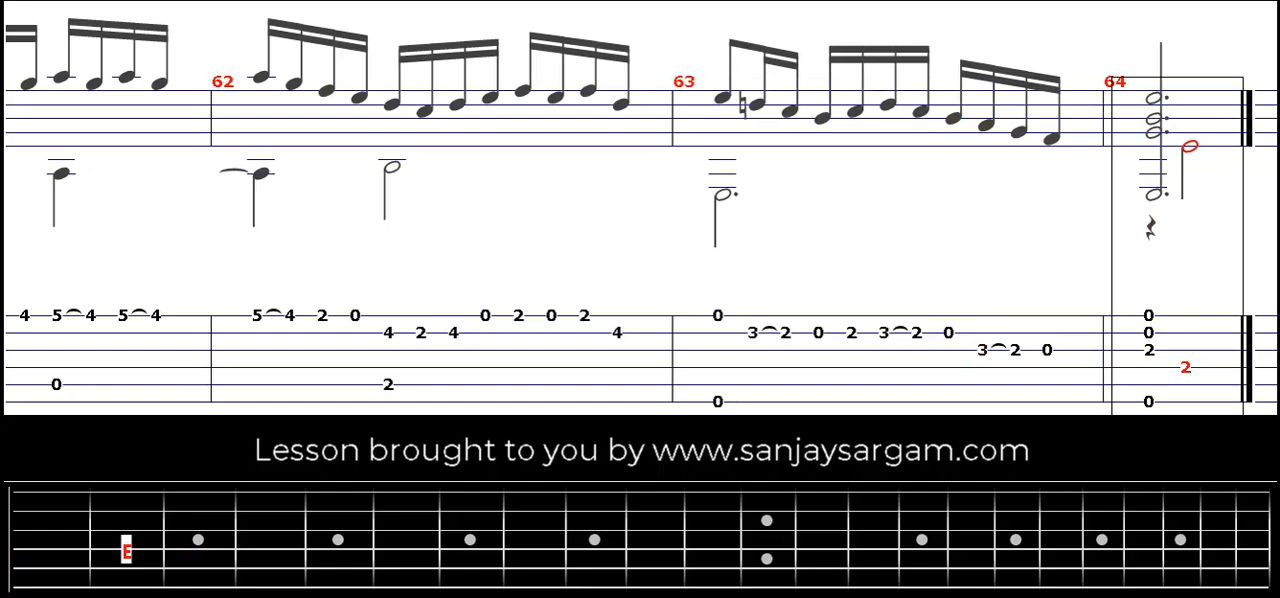 62 63 64
4 5 4 5 4 5 4 2 0 0 2 0 2 0 0
4 2 4 4 3 2 0 2 3 2 0 0
3 2 0 2
2
0 2
0 0
Lesson brought to you by www.sanjaysargam.com
E